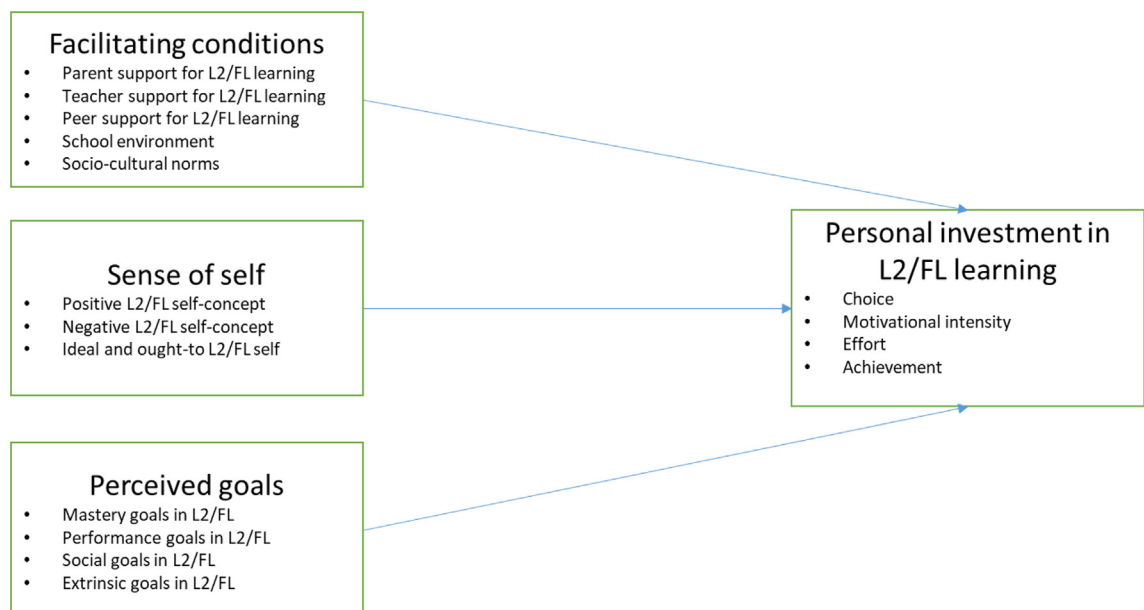 Facilitating conditions
• Parent support for L2/FL learning
• Teacher support for L2/FL learning
• Peer support for L2/FL learning
• School environment
• Socio-cultural norms
Sense of self
• Positive L2/FL self-concept
• Negative L2/FL self-concept
• Ideal and ought-to L2/FL self
Perceived goals
• Mastery goals in L2/FL
• Performance goals in L2/FL
• Social goals in L2/FL
• Extrinsic goals in L2/FL
Personal investment in
L2/FL learning
• Choice
• Motivational intensity
• Effort
• Achievement